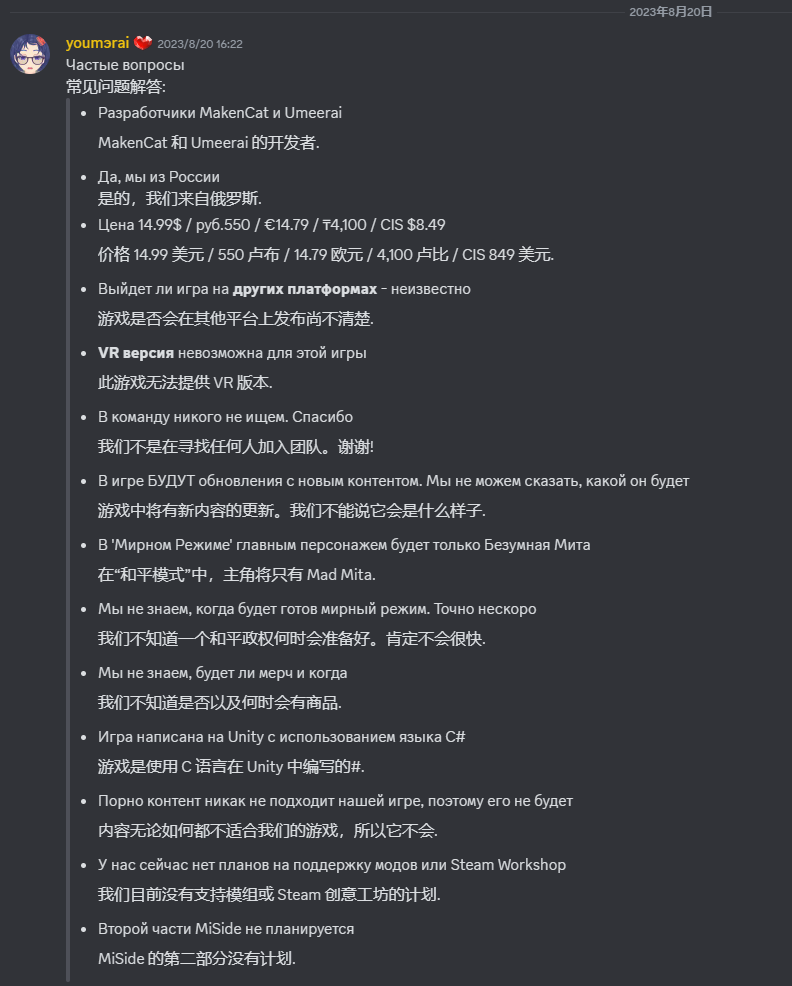 2023年8月20日
youmэrai 2023/8/20 16:22
Частые вопросы
常见问题解答:
Разработчики MakenCat и Umeerai
MakenCat 和 Umeerai 的开发者.
Да, мы из России
是的，我们来自俄罗斯.
Цена 14.99$ / руб.550 / €14.79 / ₸4,100 / CIS $8.49
价格 14.99 美元 / 550 卢布 / 14.79 欧元 / 4,100 卢比 / CIS 849 美元.
Выйдет ли игра на других платформах - неизвестно
游戏是否会在其他平台上发布尚不清楚.
VR версия невозможна для этой игры
此游戏无法提供 VR 版本.
В команду никого не ищем. Спасибо
我们不是在寻找任何人加入团队。谢谢!
В игре БУДУТ обновления с новым контентом. Мы не можем сказать, какой он будет
游戏中将有新内容的更新。我们不能说它会是什么样子.
В 'Мирном Режиме' главным персонажем будет только Безумная Мита
在“和平模式”中，主角将只有 Mad Mita.
Мы не знаем, когда будет готов мирный режим. Точно нескоро
我们不知道一个和平政权何时会准备好。肯定不会很快.
Мы не знаем, будет ли мерч и когда
我们不知道是否以及何时会有商品.
Игра написана на Unity с использованием языка C#
游戏是使用 C 语言在 Unity 中编写的#.
Порно контент никак не подходит нашей игре, поэтому его не будет
内容无论如何都不适合我们的游戏，所以它不会.
У нас сейчас нет планов на поддержку модов или Steam Workshop
我们目前没有支持模组或 Steam 创意工坊的计划.
Второй части MiSide не планируется
MiSide 的第二部分没有计划.